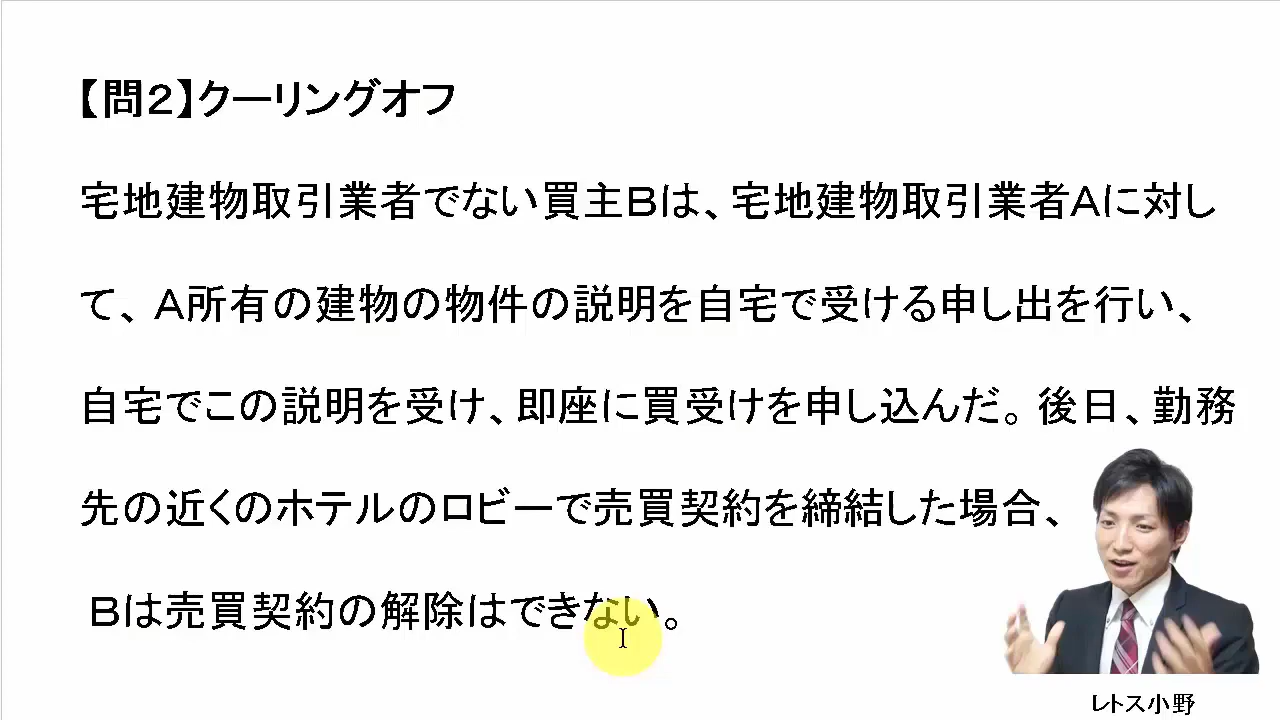 【問2】クーリングオフ
宅地建物取引業者でない買主Bは、宅地建物取引業者Aに対し
て、A所有の建物の物件の説明を自宅で受ける申し出を行い、
自宅でこの説明を受け、即座に買受けを申し込んだ。後日、勤務
先の近くのホテルのロビーで売買契約を締結した場合、
Bは売買契約の解除はできない。
レトス小野